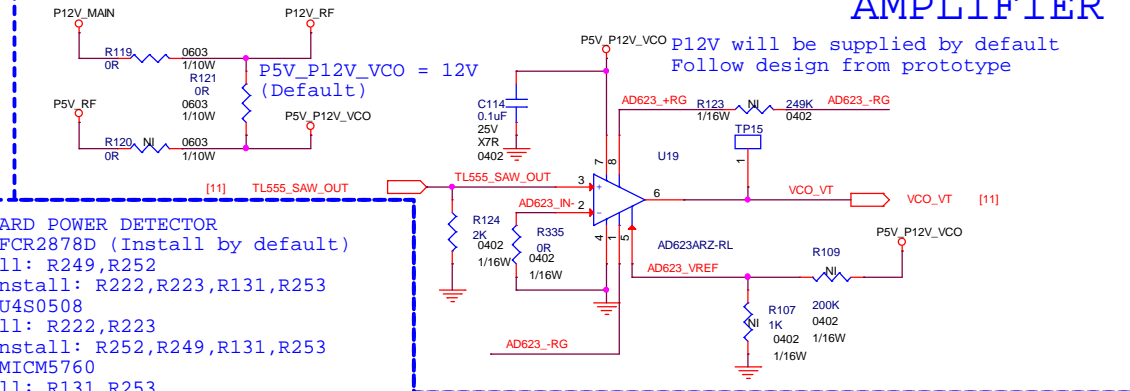 AMPLIFIER
P12V_MAIN
P12V_RF
R119
0R
0603
1/10W
R121
0R
0603
1/10W
P5V_P12V_VCO = 12V
(Default)
P5V_RF
P5V_P12V_VCO
R120
0R
NI
0603
1/10W
P5V_P12V_VCO
P12V will be supplied by default
Follow design from prototype
C114
0.1uF
25V
X7R
0402
AD623_+RG
R123
1/16W
NI
249K
0402
AD623_-RG
TP15
1
U19
7
8
[11]
TL555_SAW_OUT
TL555_SAW_OUT
3
+
AD623_IN-
2
-
6
VCO_VT
VCO_VT
[11]
4
1
5
R124
2K
0402
1/16W
R335
0R
0402
1/16W
AD623ARZ-RL
AD623_VREF
P5V_P12V_VCO
R109
NI
200K
0402
1/16W
R107
NI
1K
0402
1/16W
AD623_-RG
ARD POWER DETECTOR
FCR2878D (Install by default)
ll: R249,R252
nstall: R222,R223,R131,R253
U4S0508
ll: R222,R223
nstall: R252,R249,R131,R253
MICM5760
ll: R131,R253